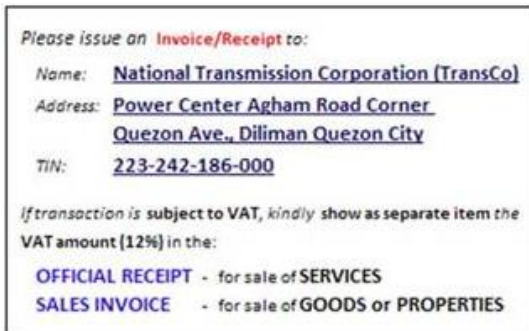 Please issue an Invoice/Receipt to:
Name: National Transmission Corporation (TransCo)
Address: Power Center Agham Road Corner
Quezon Ave., Diliman Quezon City
TIN: 223-242-186-000
If transaction is subject to VAT, kindly show as separate item the
VAT amount (12%) in the:
OFFICIAL RECEIPT - for sale of SERVICES
SALES INVOICE - for sale of GOODS or PROPERTIES